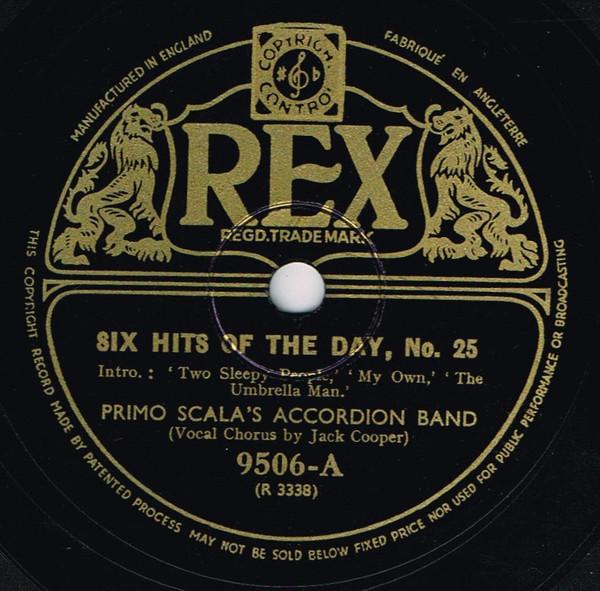 MANUFACTURED IN ENGLAND
FABRIQUÉ EN ANGLETERRE
COPYRIGHT
CONTROL
REX
REGD. TRADE MARK
SIX HITS OF THE DAY, No. 25
Intro. : ‘Two Sleepy People,’ ‘My Own,’ ‘The
Umbrella Man.’
PRIMO SCALA'S ACCORDION BAND
(Vocal Chorus by Jack Cooper)
9506-A
(R 3338)
THIS COPYRIGHT RECORD MADE BY PATENTED PROCESS MAY NOT BE SOLD BELOW FIXED PRICE NOR USED FOR PUBLIC PERFORMANCE OR BROADCASTING